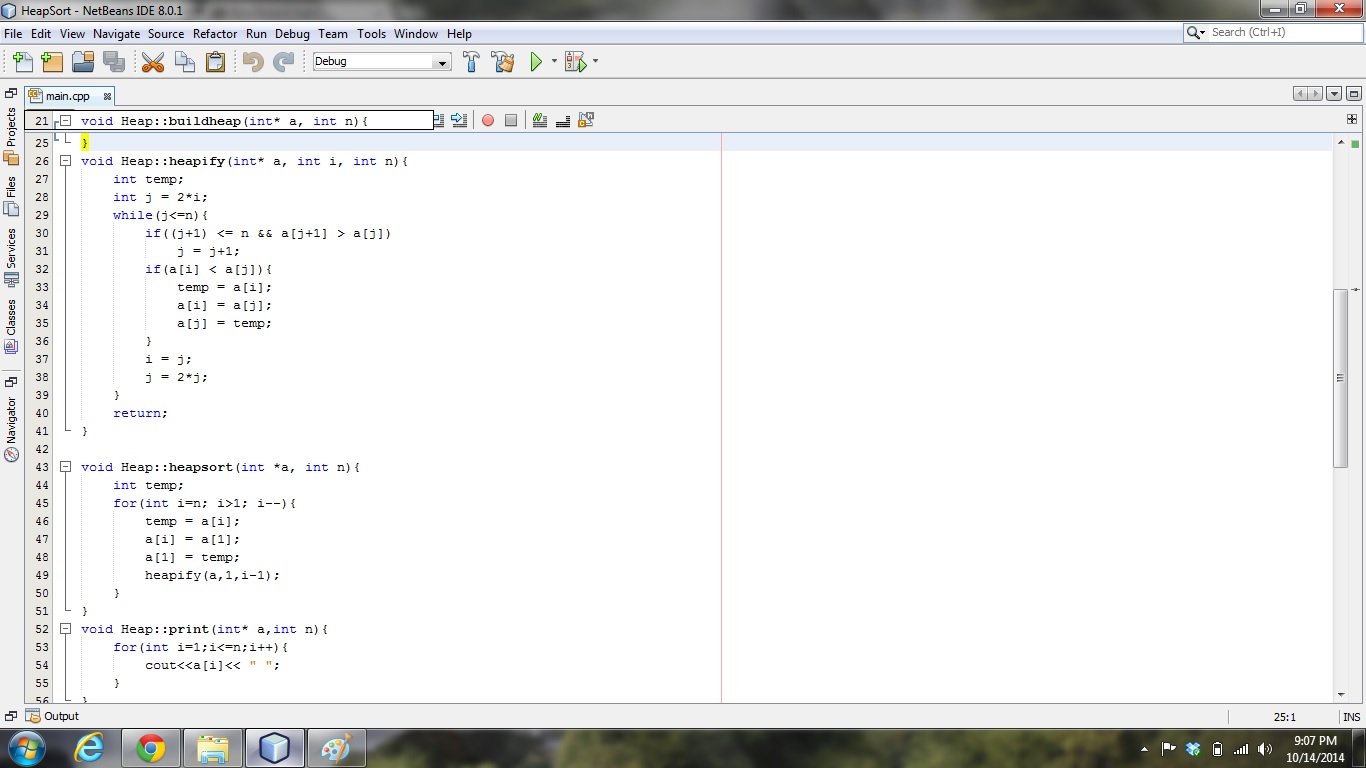 HeapSort - NetBeans IDE 8.0.1
File Edit View Navigate Source Refactor Run Debug Team Tools Window Help
Search (Ctrl+I)
Debug
main.cpp
Projects
Files
Services
Classes
Navigator
21 void Heap::buildheap(int* a, int n){
25 }
26 void Heap::heapify(int* a, int i, int n){
27 int temp;
28 int j = 2*i;
29 while(j<=n){
30 if((j+1) <= n && a[j+1] > a[j])
31 j = j+1;
32 if(a[i] < a[j]){
33 temp = a[i];
34 a[i] = a[j];
35 a[j] = temp;
36 }
37 i = j;
38 j = 2*j;
39 }
40 return;
41 }
42
43 void Heap::heapsort(int *a, int n){
44 int temp;
45 for(int i=n; i>1; i--){
46 temp = a[i];
47 a[i] = a[1];
48 a[1] = temp;
49 heapify(a,1,i-1);
50 }
51 }
52 void Heap::print(int* a,int n){
53 for(int i=1;i<=n;i++){
54 cout<<a[i]<< " ";
55 }
56 }
Output
25:1 INS
9:07 PM
10/14/2014